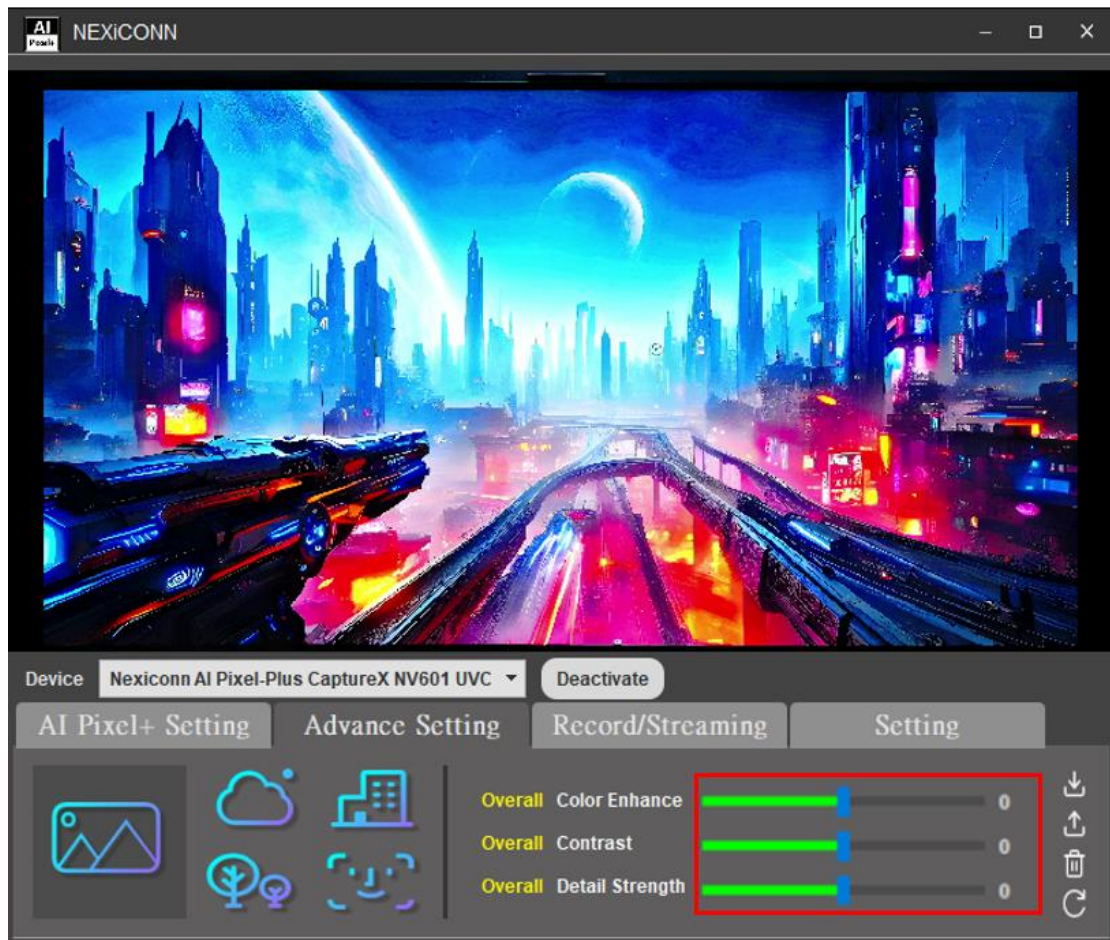 AI
Pixel+
NEXiCONN
Device Nexiconn AI Pixel-Plus CaptureX NV601 UVC Deactivate
AI Pixel+ Setting Advance Setting Record/Streaming Setting
Overall Color Enhance 0
Overall Contrast 0
Overall Detail Strength 0